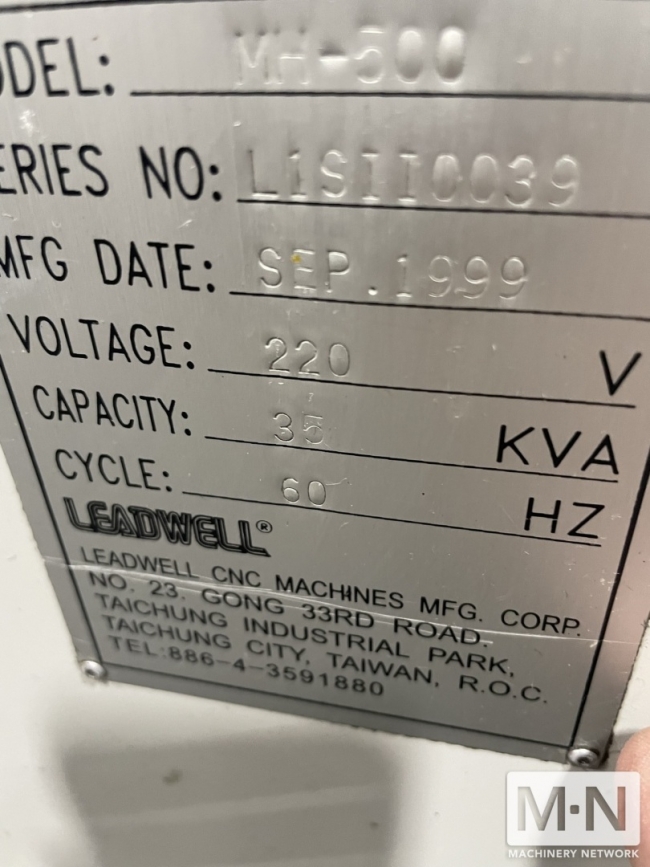 ODEL: MH-500
ERIES NO: L1SII0039
MFG DATE: SEP.1999
VOLTAGE: 220 V
CAPACITY: 35 KVA
CYCLE: 60 HZ
LEADWELL®
LEADWELL CNC MACHINES MFG. CORP.
NO. 23, GONG 33RD ROAD.
TAICHUNG INDUSTRIAL PARK,
TAICHUNG CITY, TAIWAN, R.O.C.
TEL:886-4-3591880
M·N
MACHINERY NETWORK